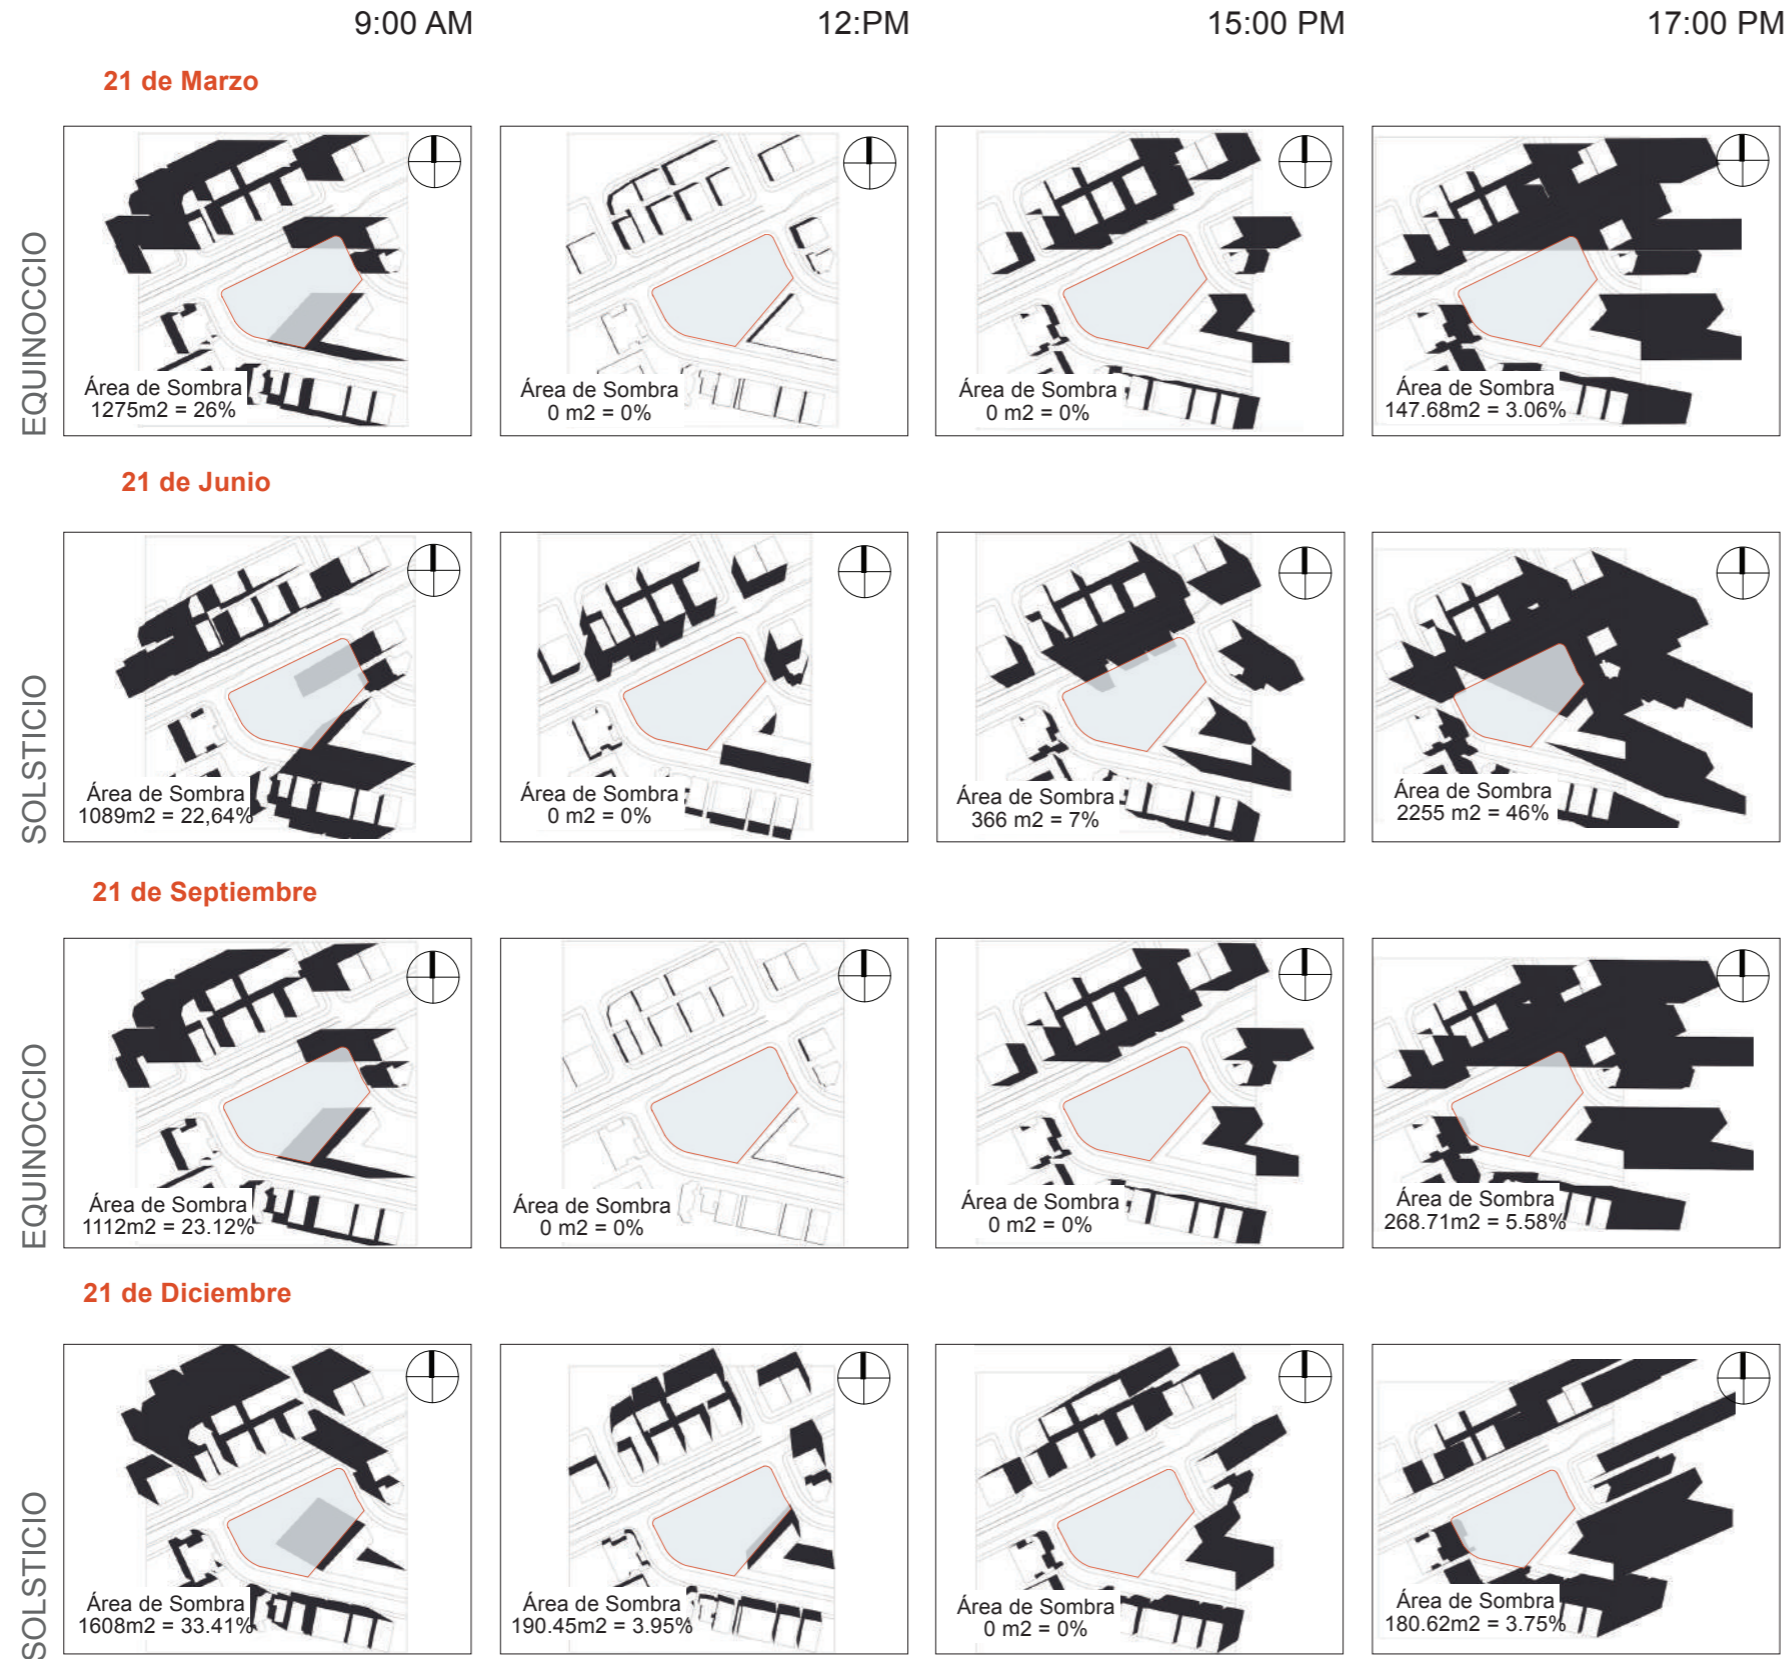 9:00 AM
12:PM
15:00 PM
17:00 PM
21 de Marzo
EQUINOCCIO
Área de Sombra
1275m2 = 26%
Área de Sombra
0 m2 = 0%
Área de Sombra
0 m2 = 0%
Área de Sombra
147.68m2 = 3.06%
21 de Junio
SOLSTICIO
Área de Sombra
1089m2 = 22,64%
Área de Sombra
0 m2 = 0%
Área de Sombra
366 m2 = 7%
Área de Sombra
2255 m2 = 46%
21 de Septiembre
EQUINOCCIO
Área de Sombra
1112m2 = 23.12%
Área de Sombra
0 m2 = 0%
Área de Sombra
0 m2 = 0%
Área de Sombra
268.71m2 = 5.58%
21 de Diciembre
SOLSTICIO
Área de Sombra
1608m2 = 33.41%
Área de Sombra
190.45m2 = 3.95%
Área de Sombra
0 m2 = 0%
Área de Sombra
180.62m2 = 3.75%